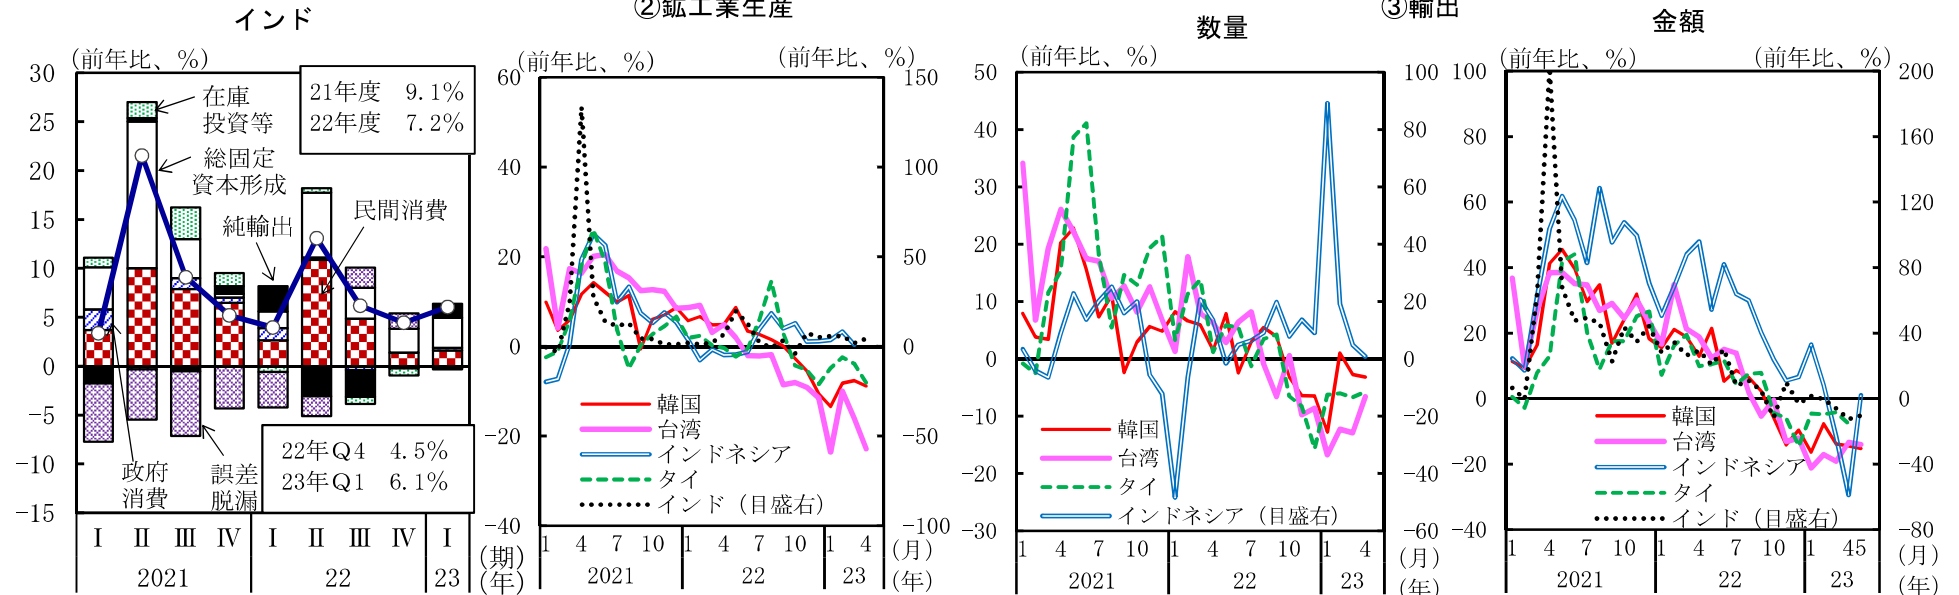 インド
(前年比、%)
30
25
20
15
10
5
0
−5
−10
−15
21年度 9.1%
22年度 7.2%
在庫
投資等
総固定
資本形成
純輸出
民間消費
政府
消費
誤差
脱漏
22年Q4 4.5%
23年Q1 6.1%
Ⅰ Ⅱ Ⅲ Ⅳ Ⅰ Ⅱ Ⅲ Ⅳ Ⅰ
(期)
2021 22 23
(年)
②鉱工業生産
(前年比、%) (前年比、%)
60
40
20
0
−20
−40
150
100
50
0
−50
−100
韓国
台湾
インドネシア
タイ
インド（目盛右）
1 4 7 10 1 4 7 10 1 4
(月)
2021 22 23
(年)
③輸出
数量
(前年比、%)
50
40
30
20
10
0
−10
−20
−30
100
80
60
40
20
0
−20
−40
−60
韓国
台湾
タイ
インドネシア（目盛右）
1 4 7 10 1 4 7 10 1 4
(月)
2021 22 23
(年)
金額
(前年比、%) (前年比、%)
100
80
60
40
20
0
−20
−40
200
160
120
80
40
0
−40
−80
韓国
台湾
インドネシア
タイ
インド（目盛右）
1 4 7 10 1 4 7 10 1 45
(月)
2021 22 23
(年)